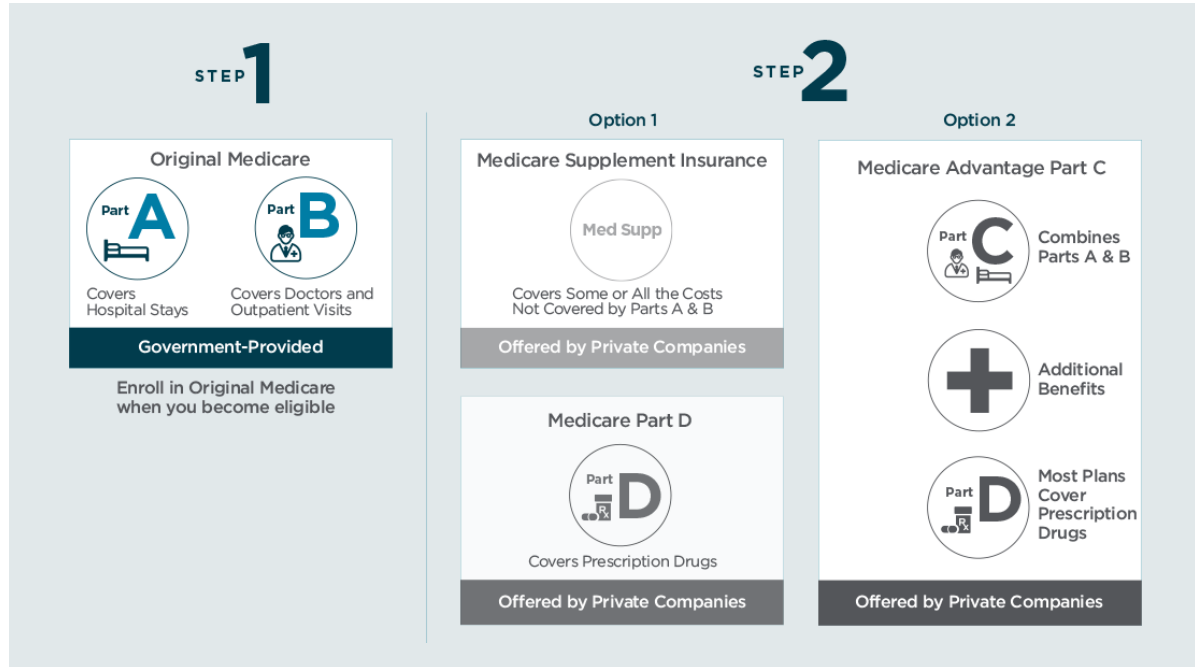 STEP 1
Original Medicare
Part A
Part B
Covers
Hospital Stays
Covers Doctors and
Outpatient Visits
Government-Provided
Enroll in Original Medicare
when you become eligible
STEP 2
Option 1
Medicare Supplement Insurance
Med Supp
Covers Some or All the Costs
Not Covered by Parts A & B
Offered by Private Companies
Medicare Part D
Part D
Rx
Covers Prescription Drugs
Offered by Private Companies
Option 2
Medicare Advantage Part C
Part C
Combines
Parts A & B
Additional
Benefits
Part D
Rx
Most Plans
Cover
Prescription
Drugs
Offered by Private Companies